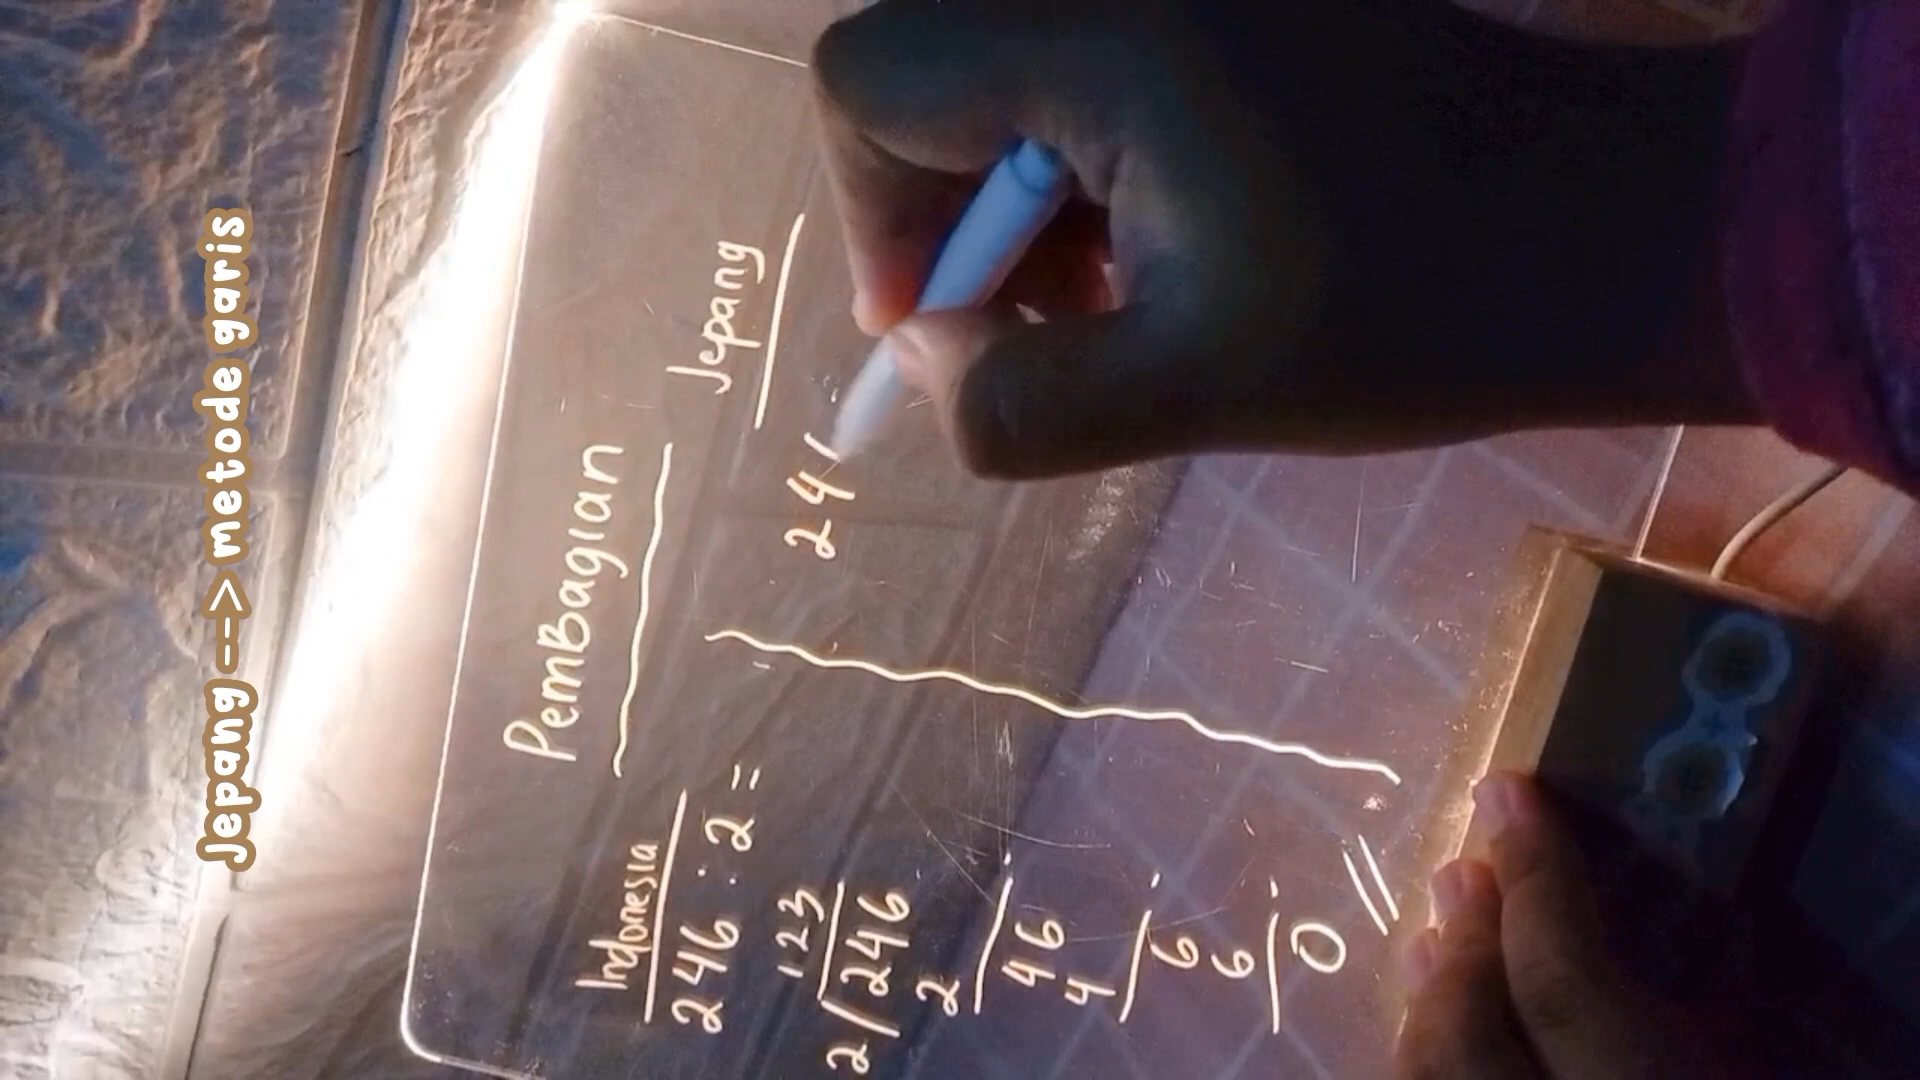 Jepang --> metode garis
PemBagian
Indonesia
246 : 2 =
123
2/246
2
46
4
6
6
0
Jepang
24